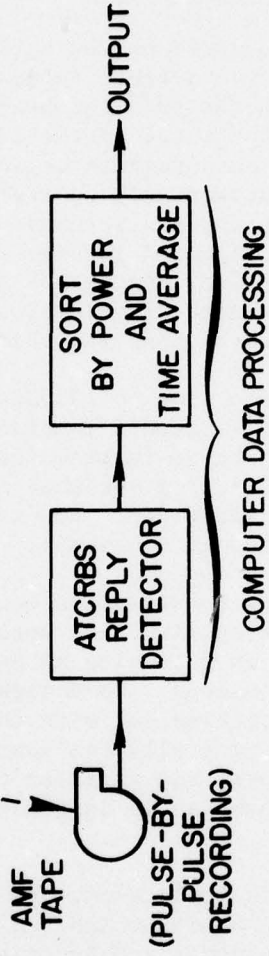 AMF
TAPE
(PULSE-BY-
PULSE
RECORDING)
ATCRBS
REPLY
DETECTOR
SORT
BY POWER
AND
TIME AVERAGE
OUTPUT
COMPUTER DATA PROCESSING